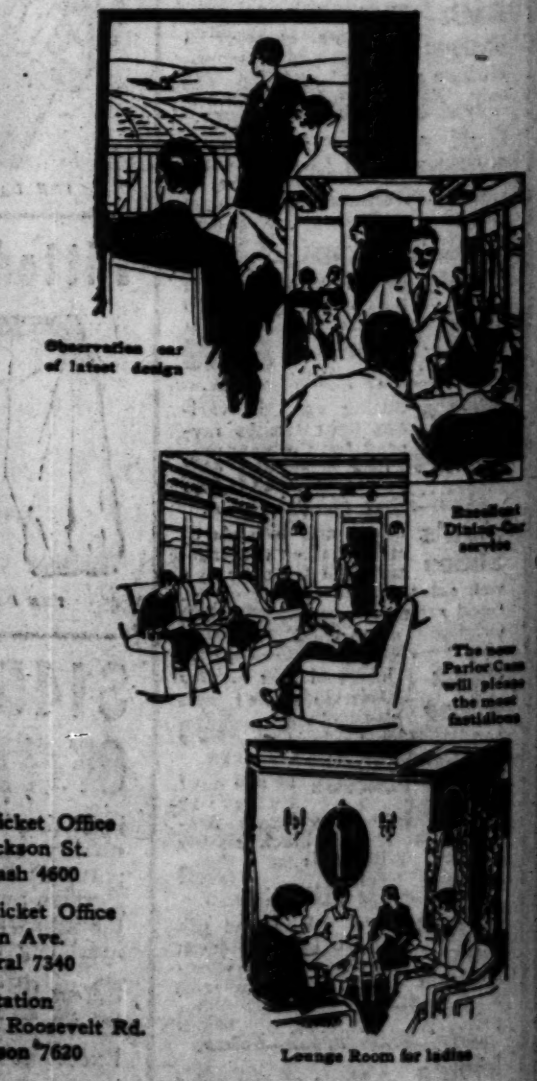 Observation car
of latest design
Excellent
Dining-Car
service
The new
Parlor Cars
will please
the most
fastidious
icket Office
ckson St.
ash 4600
icket Office
n Ave.
ral 7340
tation
Roosevelt Rd.
son 7620
Lounge Room for ladies